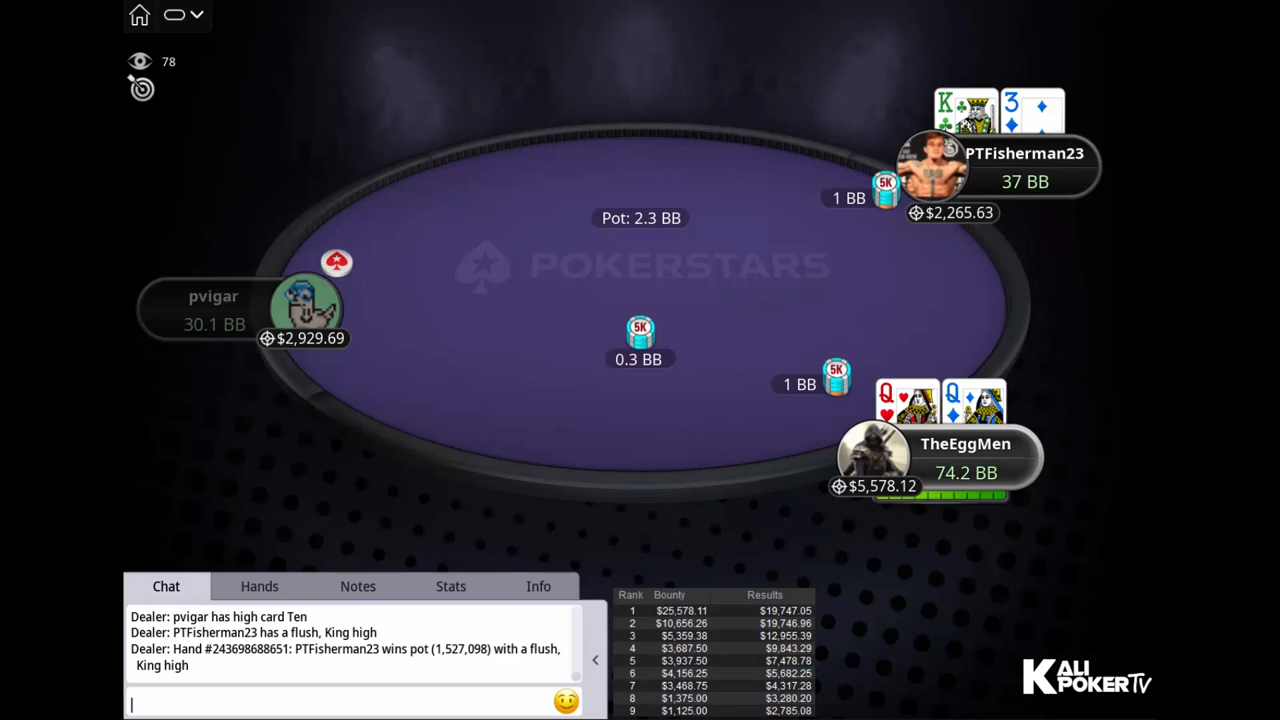 78
K 3
PTFisherman23
37 BB
5K
1 BB
$2,265.63
Pot: 2.3 BB
POKERSTARS
pvigar
30.1 BB
$2,929.69
5K
0.3 BB
5K
1 BB
Q Q
TheEggMen
74.2 BB
$5,578.12
Chat Hands Notes Stats Info
Dealer: pvigar has high card Ten
Dealer: PTFisherman23 has a flush, King high
Dealer: Hand #243698688651: PTFisherman23 wins pot (1,527,098) with a flush,
King high
Rank Bounty Results
1 $25,578.11 $19,747.05
2 $10,656.26 $19,746.96
3 $5,359.38 $12,955.39
4 $3,687.50 $9,843.29
5 $3,937.50 $7,478.78
6 $4,156.25 $5,682.25
7 $3,468.75 $4,317.28
8 $1,375.00 $3,280.20
9 $1,125.00 $2,785.08
KALI
POKERTV